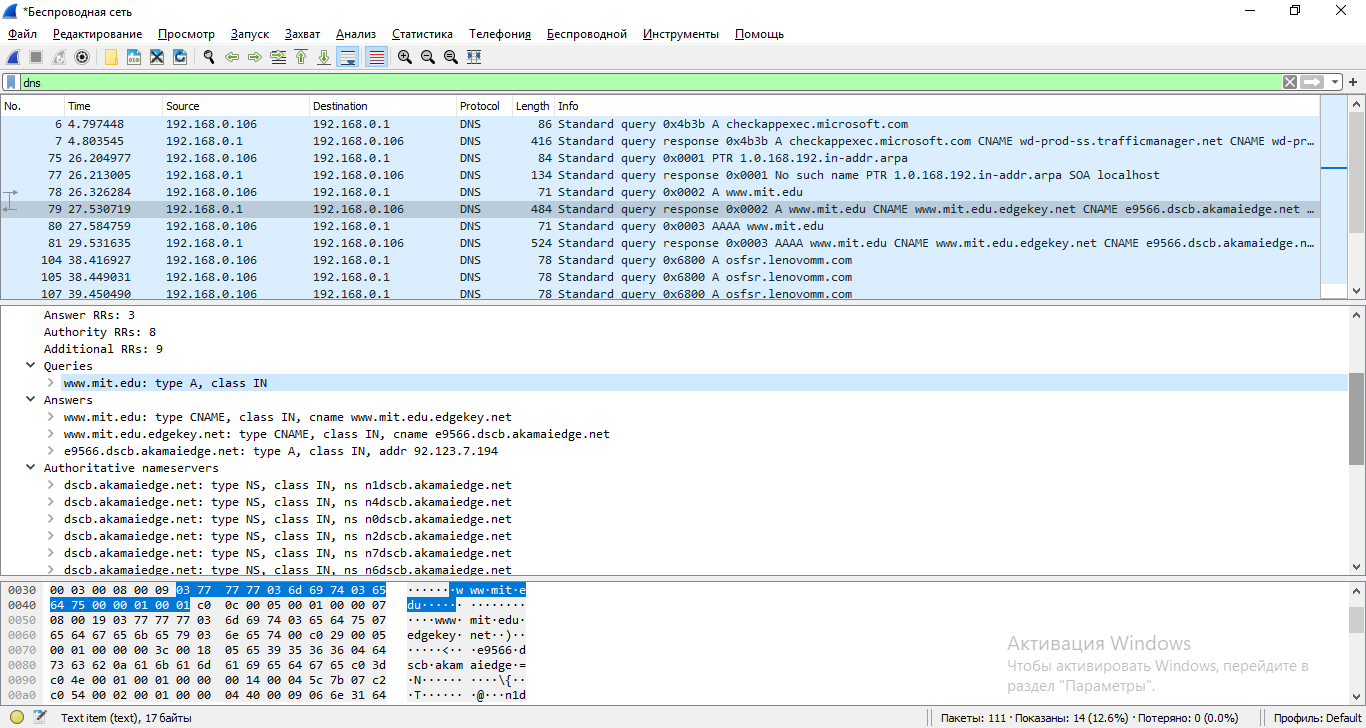 *Беспроводная сеть
Файл Редактирование Просмотр Запуск Захват Анализ Статистика Телефония Беспроводной Инструменты Помощь
dns
No. Time Source Destination Protocol Length Info
6 4.797448 192.168.0.106 192.168.0.1 DNS 86 Standard query 0x4b3b A checkappexec.microsoft.com
7 4.803545 192.168.0.1 192.168.0.106 DNS 416 Standard query response 0x4b3b A checkappexec.microsoft.com CNAME wd-prod-ss.trafficmanager.net CNAME wd-pr…
75 26.204977 192.168.0.106 192.168.0.1 DNS 84 Standard query 0x0001 PTR 1.0.168.192.in-addr.arpa
77 26.213005 192.168.0.1 192.168.0.106 DNS 134 Standard query response 0x0001 No such name PTR 1.0.168.192.in-addr.arpa SOA localhost
78 26.326284 192.168.0.106 192.168.0.1 DNS 71 Standard query 0x0002 A www.mit.edu
79 27.530719 192.168.0.1 192.168.0.106 DNS 484 Standard query response 0x0002 A www.mit.edu CNAME www.mit.edu.edgekey.net CNAME e9566.dscb.akamaiedge.net …
80 27.584759 192.168.0.106 192.168.0.1 DNS 71 Standard query 0x0003 AAAA www.mit.edu
81 29.531635 192.168.0.1 192.168.0.106 DNS 524 Standard query response 0x0003 AAAA www.mit.edu CNAME www.mit.edu.edgekey.net CNAME e9566.dscb.akamaiedge.n…
104 38.416927 192.168.0.106 192.168.0.1 DNS 78 Standard query 0x6800 A osfsr.lenovomm.com
105 38.449031 192.168.0.106 192.168.0.1 DNS 78 Standard query 0x6800 A osfsr.lenovomm.com
107 39.450490 192.168.0.106 192.168.0.1 DNS 78 Standard query 0x6800 A osfsr.lenovomm.com
Answer RRs: 3
Authority RRs: 8
Additional RRs: 9
Queries
www.mit.edu: type A, class IN
Answers
www.mit.edu: type CNAME, class IN, cname www.mit.edu.edgekey.net
www.mit.edu.edgekey.net: type CNAME, class IN, cname e9566.dscb.akamaiedge.net
e9566.dscb.akamaiedge.net: type A, class IN, addr 92.123.7.194
Authoritative nameservers
dscb.akamaiedge.net: type NS, class IN, ns n1dscb.akamaiedge.net
dscb.akamaiedge.net: type NS, class IN, ns n4dscb.akamaiedge.net
dscb.akamaiedge.net: type NS, class IN, ns n0dscb.akamaiedge.net
dscb.akamaiedge.net: type NS, class IN, ns n2dscb.akamaiedge.net
dscb.akamaiedge.net: type NS, class IN, ns n7dscb.akamaiedge.net
dscb.akamaiedge.net: type NS, class IN, ns n6dscb.akamaiedge.net
0030 00 03 00 08 00 09 03 77 77 77 03 6d 69 74 03 65 ·······w ww·mit·e
0040 64 75 00 00 01 00 01 c0 0c 00 05 00 01 00 00 07 du······ ········
0050 08 00 19 03 77 77 77 03 6d 69 74 03 65 64 75 07 ····www· mit·edu·
0060 65 64 67 65 6b 65 79 03 6e 65 74 00 c0 29 00 05 edgekey· net··)··
0070 00 01 00 00 00 3c 00 18 05 65 39 35 36 36 04 64 ·····<·· ·e9566·d
0080 73 63 62 0a 61 6b 61 6d 61 69 65 64 67 65 c0 3d scb·akam aiedge·=
0090 c0 4e 00 01 00 01 00 00 00 14 00 04 5c 7b 07 c2 ·N······ ····\{··
00a0 c0 54 00 02 00 01 00 00 04 40 00 09 06 6e 31 64 ·T······ ·@···n1d
Активация Windows
Чтобы активировать Windows, перейдите в
раздел "Параметры".
Text item (text), 17 байты Пакеты: 111 · Показаны: 14 (12.6%) · Потеряно: 0 (0.0%) Профиль: Default